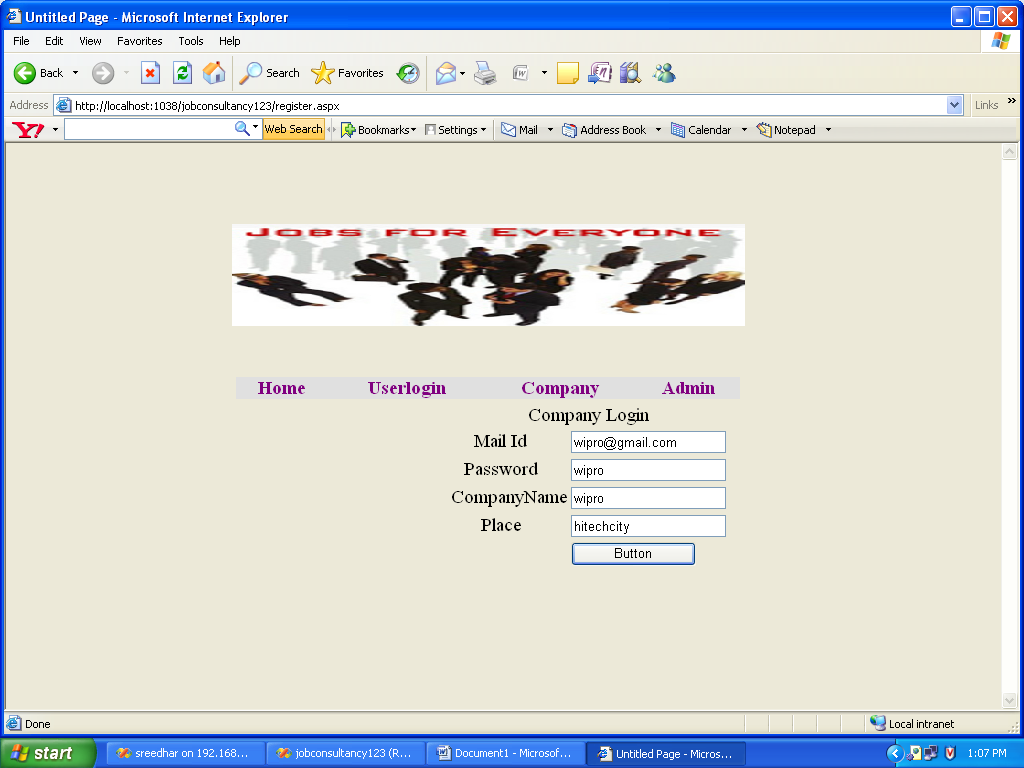 Untitled Page - Microsoft Internet Explorer
File Edit View Favorites Tools Help
Back Search Favorites
Address http://localhost:1038/jobconsultancy123/register.aspx Links »
Y! Web Search Bookmarks Settings Mail Address Book Calendar Notepad
Jobs for Everyone
Home Userlogin Company Admin
Company Login
Mail Id wipro@gmail.com
Password wipro
CompanyName wipro
Place hitechcity
Button
Done Local intranet
start sreedhar on 192.168... jobconsultancy123 (R... Document1 - Microsof... Untitled Page - Micros... 1:07 PM